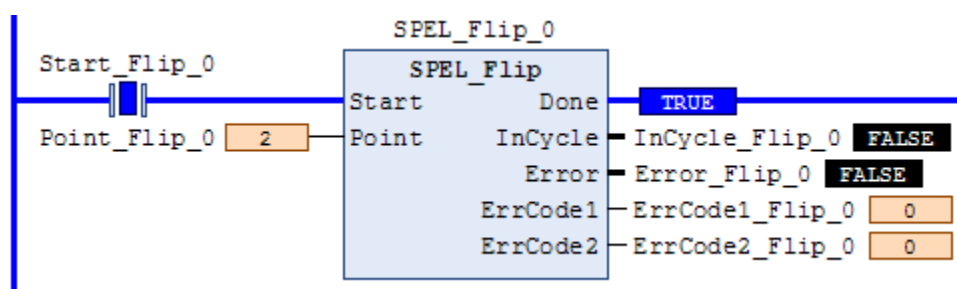 SPEL_Flip_0
Start_Flip_0
SPEL_Flip
Start Done TRUE
Point_Flip_0 2 Point InCycle InCycle_Flip_0 FALSE
Error Error_Flip_0 FALSE
ErrCode1 ErrCode1_Flip_0 0
ErrCode2 ErrCode2_Flip_0 0